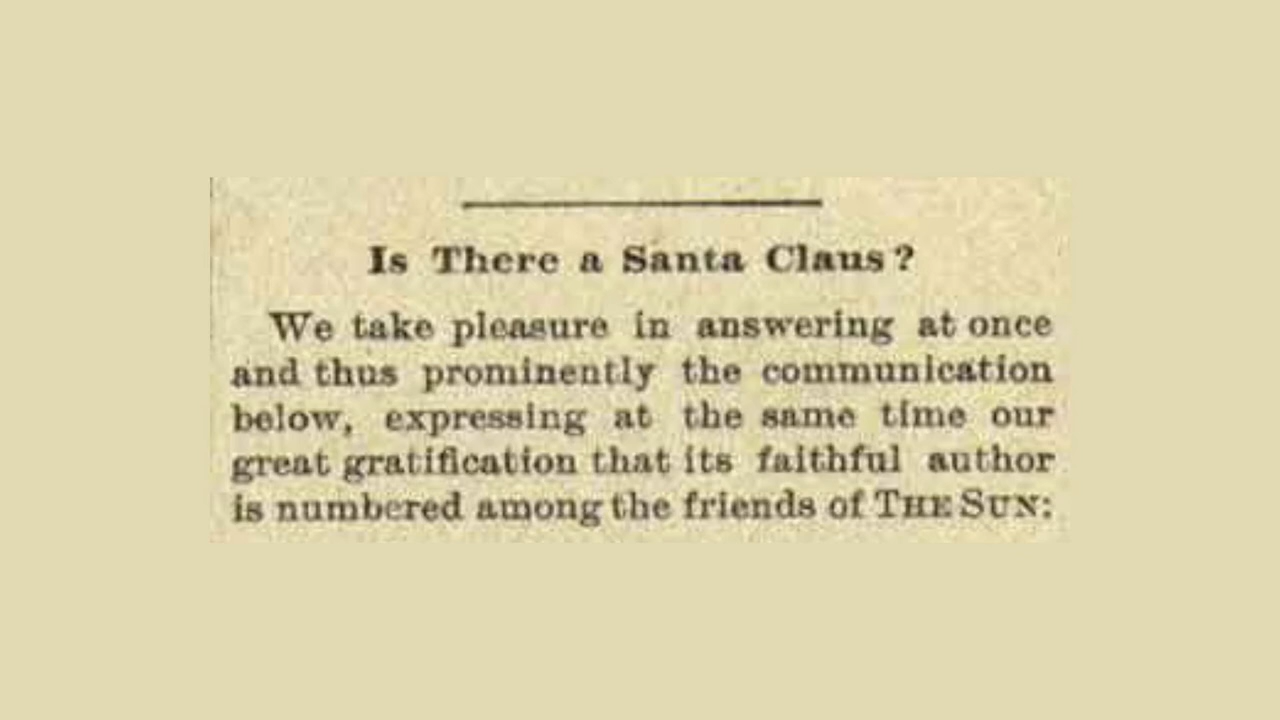 Is There a Santa Claus?
We take pleasure in answering at once
and thus prominently the communication
below, expressing at the same time our
great gratification that its faithful author
is numbered among the friends of THE SUN: